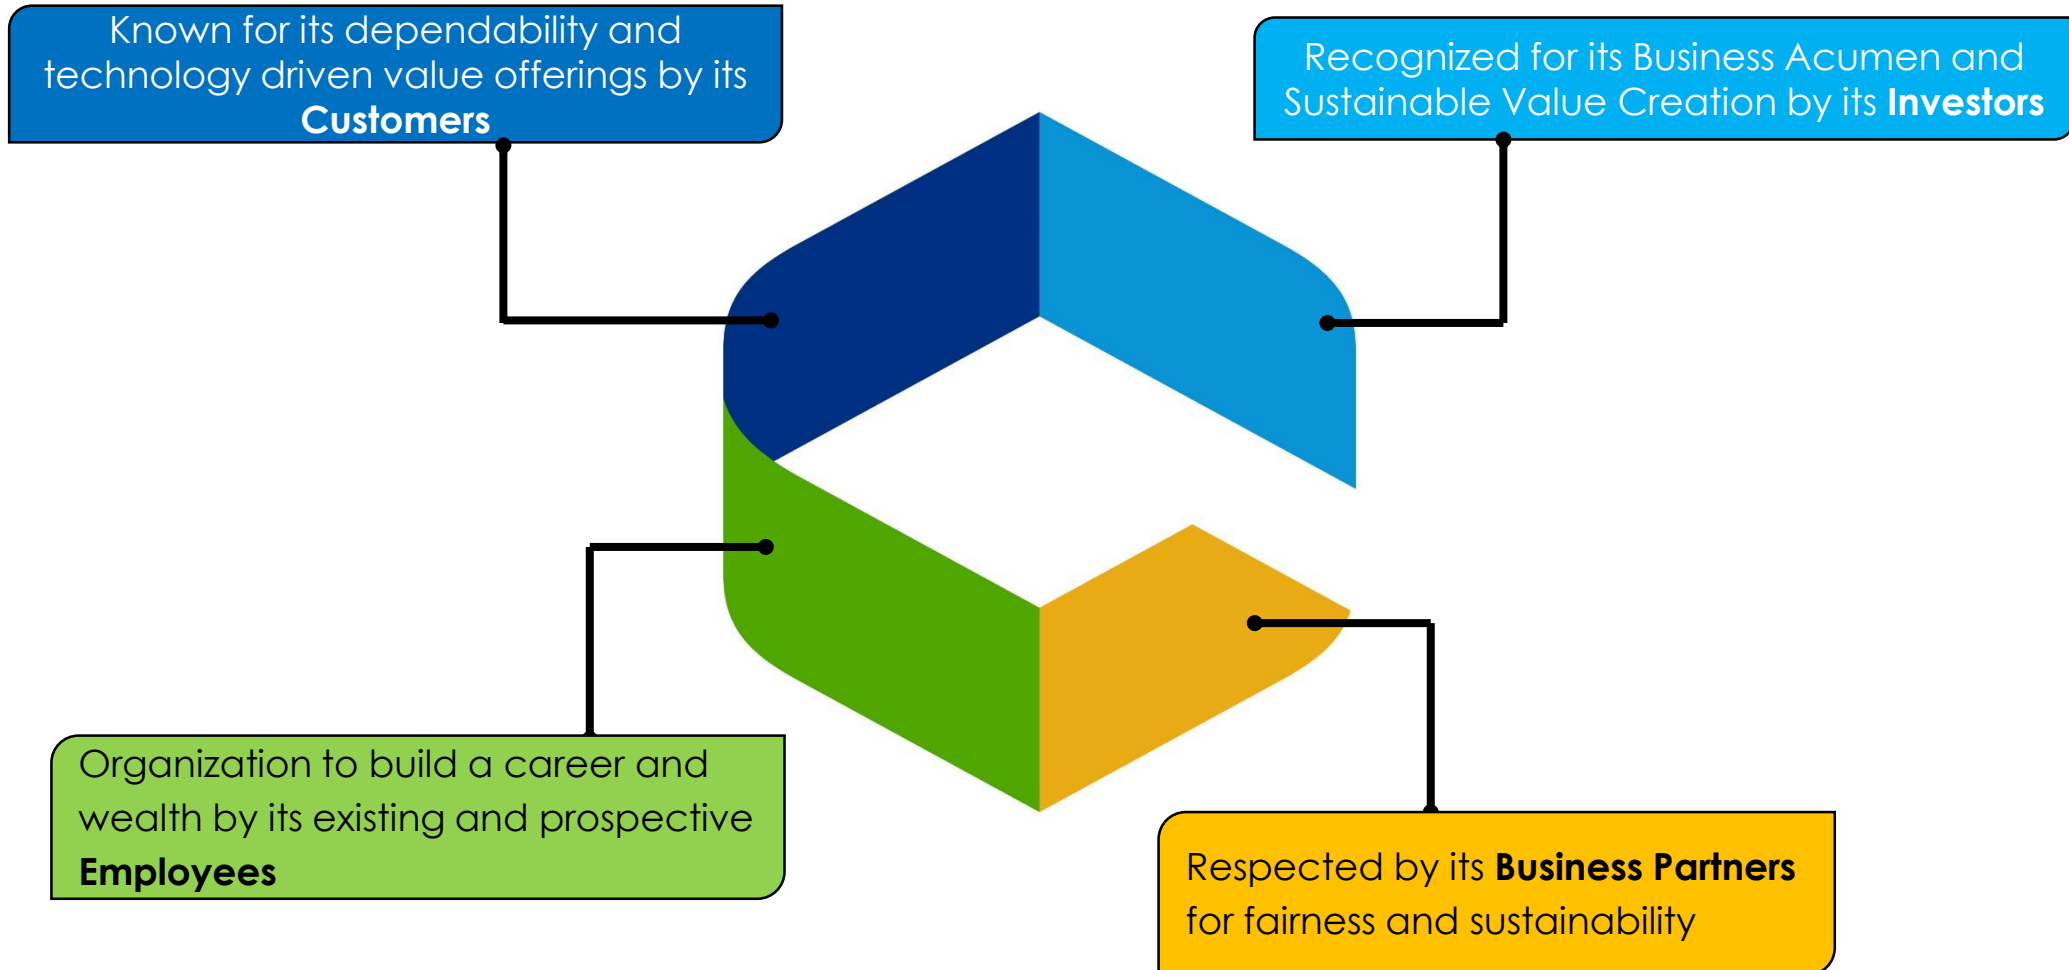 Known for its dependability and
technology driven value offerings by its
Customers
Recognized for its Business Acumen and
Sustainable Value Creation by its Investors
Organization to build a career and
wealth by its existing and prospective
Employees
Respected by its Business Partners
for fairness and sustainability